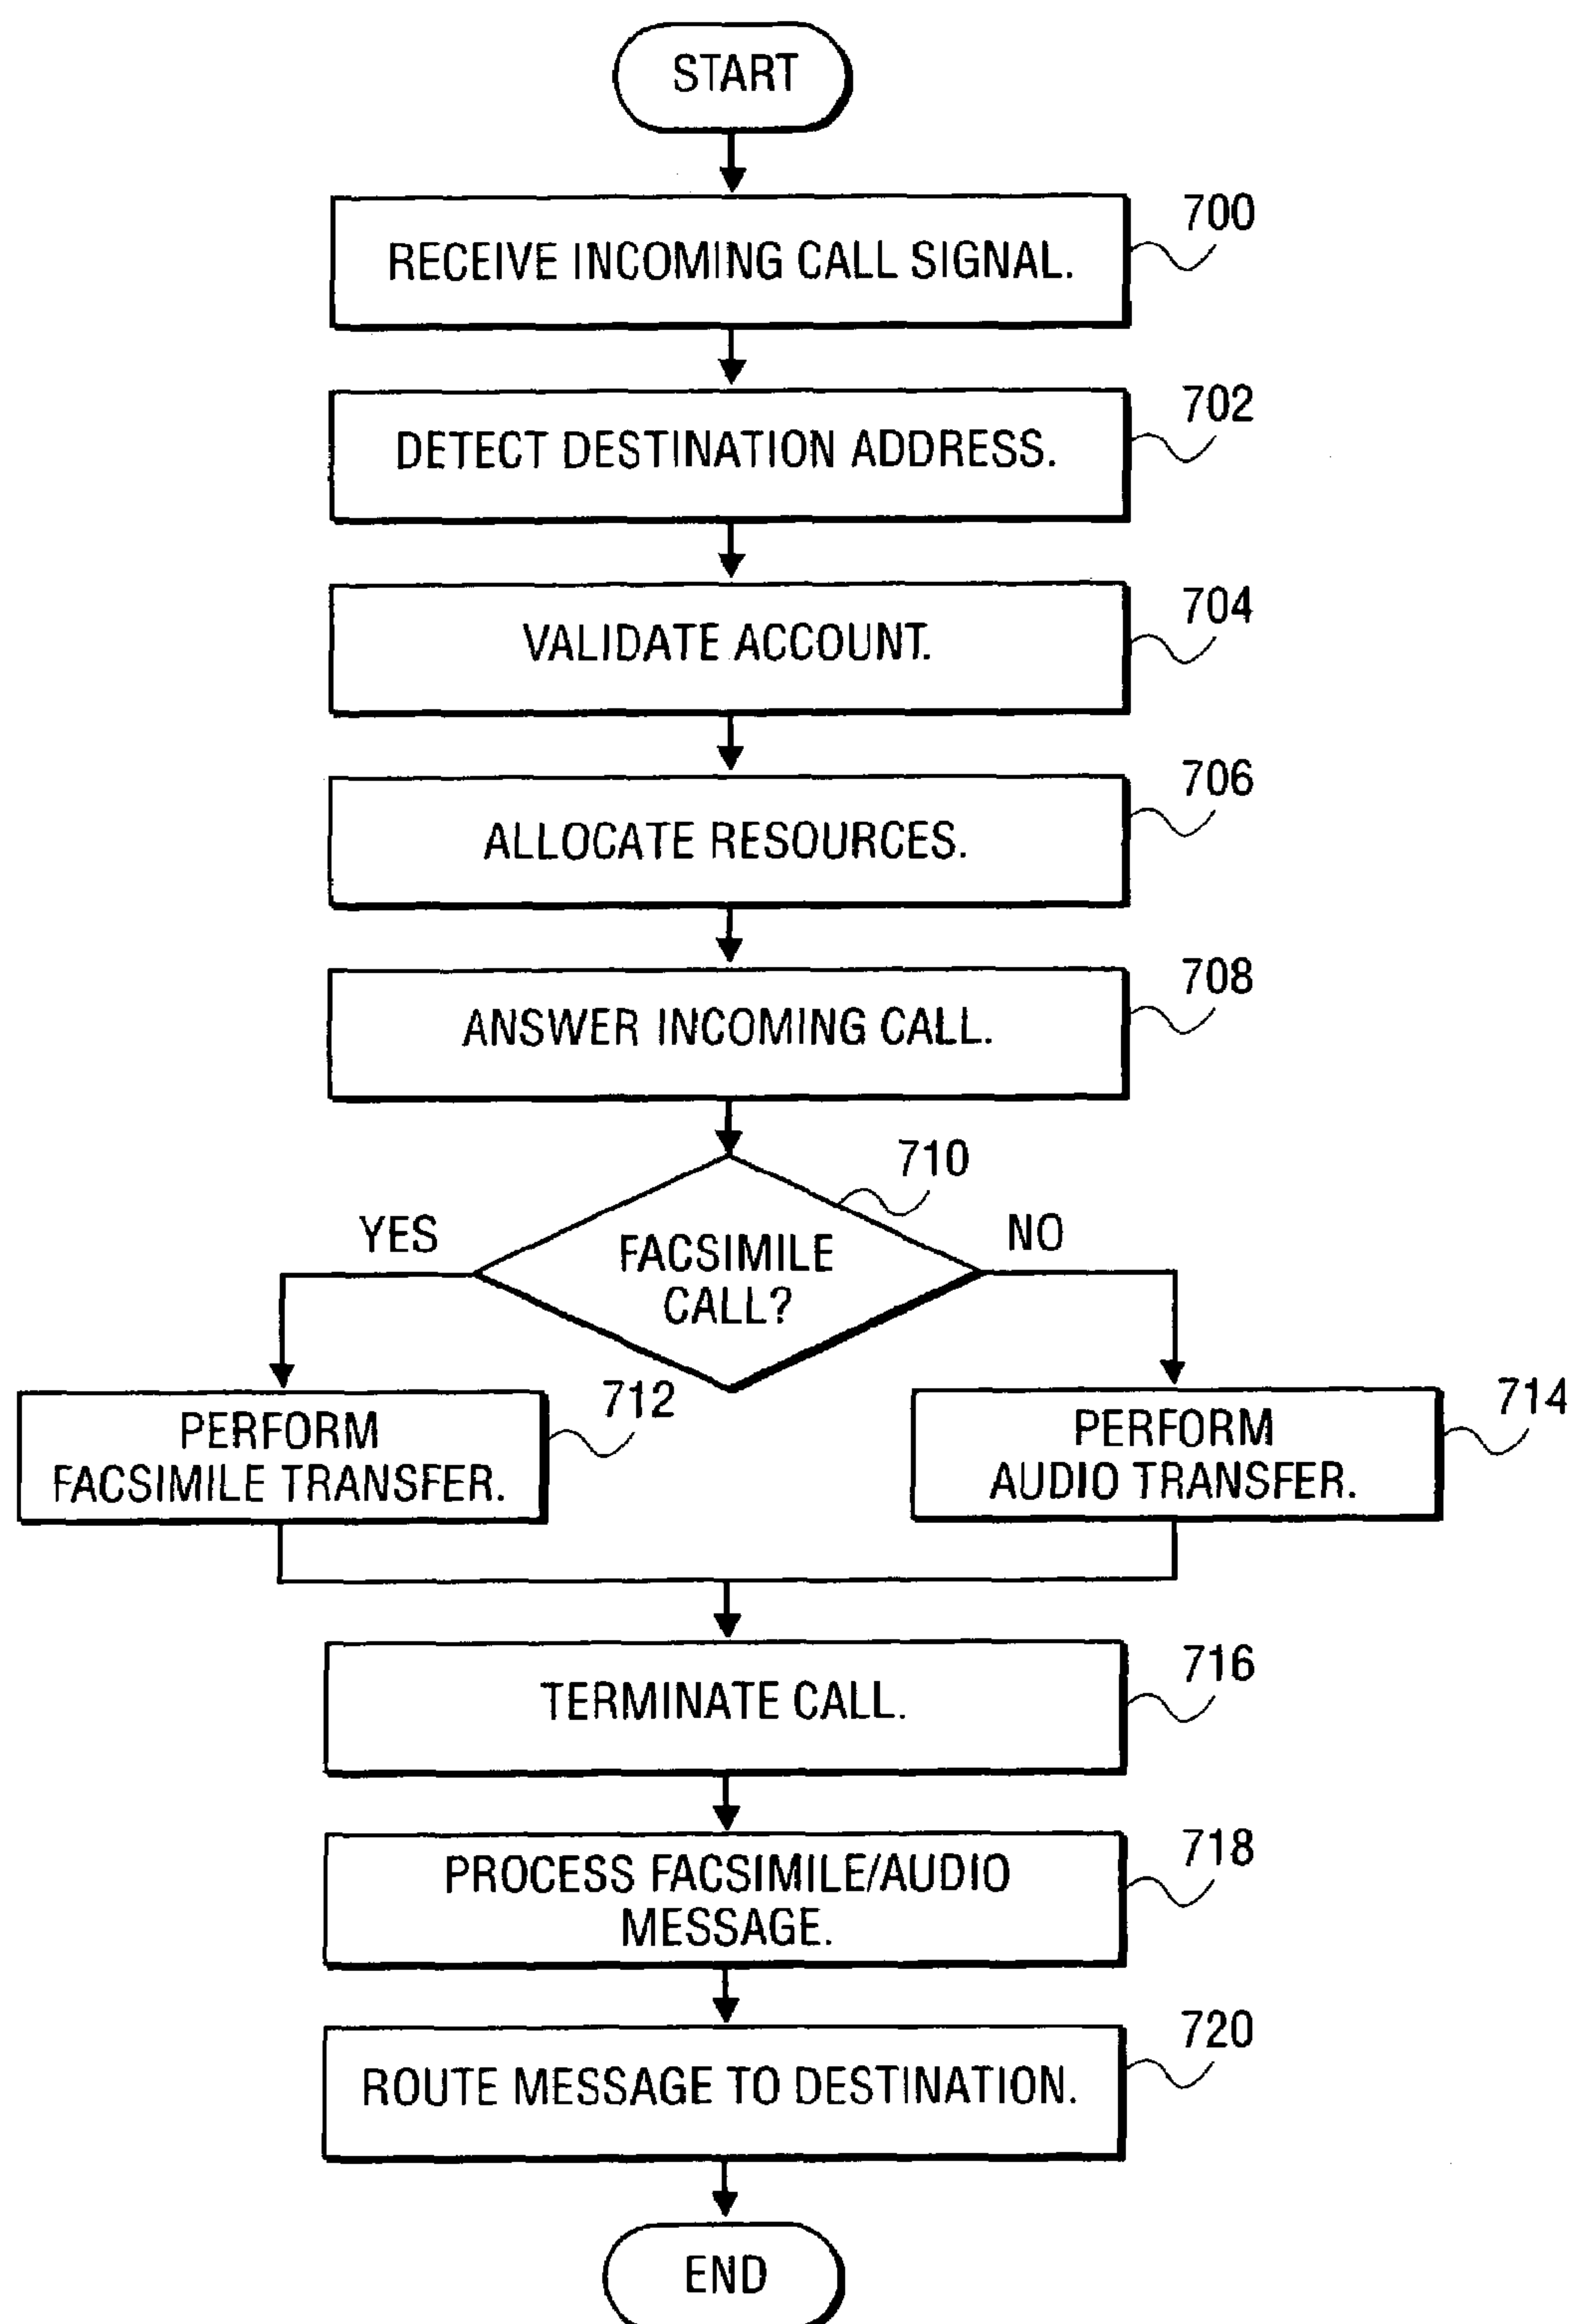 START
700
RECEIVE INCOMING CALL SIGNAL.
702
DETECT DESTINATION ADDRESS.
704
VALIDATE ACCOUNT.
706
ALLOCATE RESOURCES.
708
ANSWER INCOMING CALL.
710
YES
NO
FACSIMILE
CALL?
712
714
PERFORM
FACSIMILE TRANSFER.
PERFORM
AUDIO TRANSFER.
716
TERMINATE CALL.
718
PROCESS FACSIMILE/AUDIO
MESSAGE.
720
ROUTE MESSAGE TO DESTINATION.
END